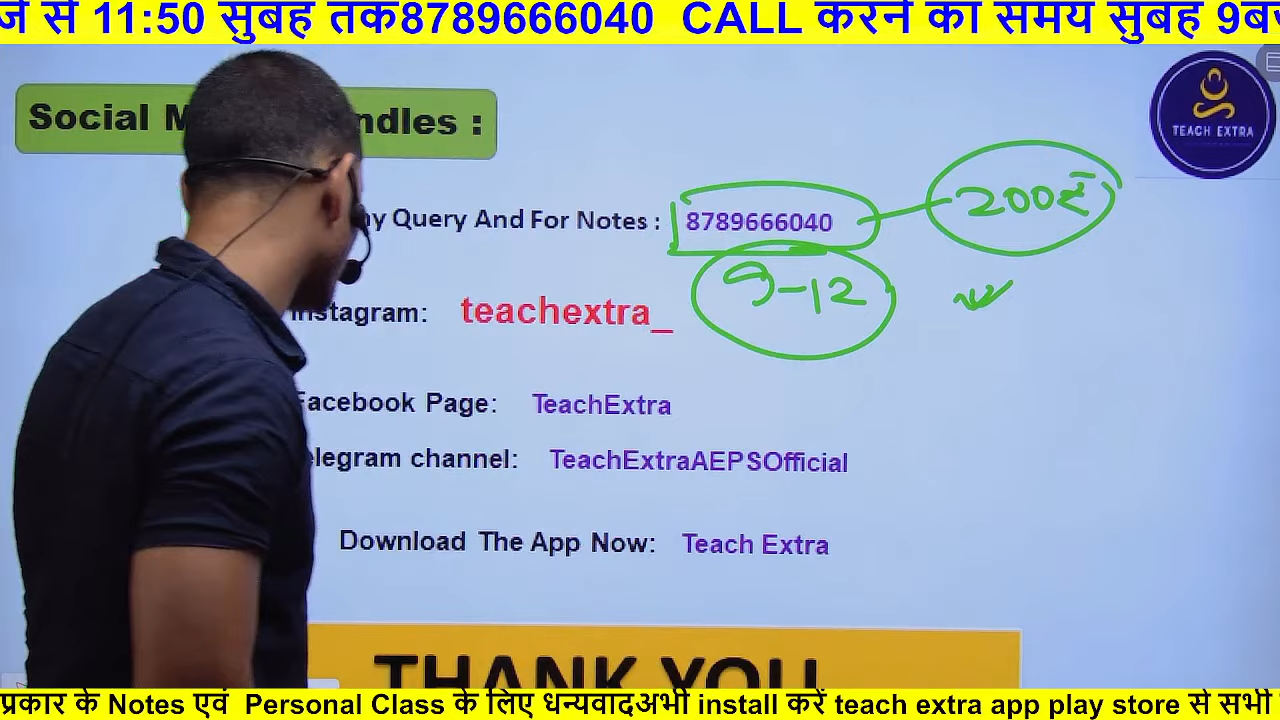 से 11:50 सुबह तक8789666040 CALL करने का समय सुबह 9
TEACH EXTRA
Social
ndles :
200₹
Query And For Notes : 8789666040
9-12
Instagram: teachextra_
Facebook Page: TeachExtra
elegram channel: TeachExtraAEPSOfficial
Download The App Now: Teach Extra
THANK YOU
प्रकार के Notes एवं Personal Class के लिए धन्यवादअभी install करें teach extra app play store से सभी